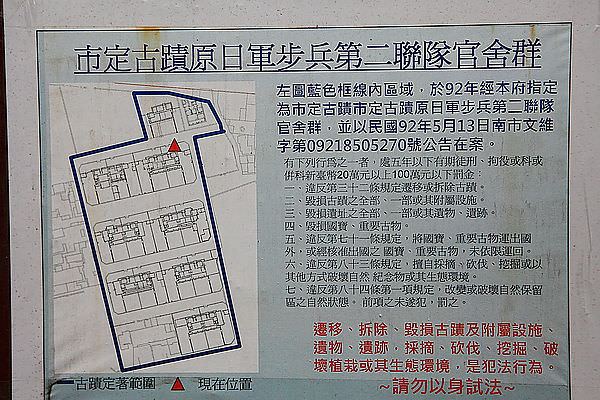 市定古蹟原日軍步兵第二聯隊官舍群
左圖藍色框線內區域，於92年經本府指定
為市定古蹟市定古蹟原日軍步兵第二聯隊
官舍群，並以民國92年5月13日南市文維
字第09218505270號公告在案。
有下列行為之一者，處五年以下有期徒刑、拘役或科或
併科新臺幣20萬元以上100萬元以下罰金：
一、違反第三十二條規定遷移或拆除古蹟。
二、毀損古蹟之全部、一部或其附屬設施。
三、毀損遺址之全部、一部或其遺物、遺跡。
四、毀損國寶、重要古物。
五、違反第七十一條規定，將國寶、重要古物運出國
外，或經核准出國之 國寶、重要古物，未依限運回。
六、違反第八十三條規定，擅自採摘、砍伐、挖掘或以
其他方式破壞自然 紀念物或其生態環境。
七、違反第八十四條第一項規定，改變或破壞自然保留
區之自然狀態。 前項之未遂犯，罰之。
遷移、拆除、毀損古蹟及附屬設施、
遺物、遺跡，採摘、砍伐、挖掘、破
壞植栽或其生態環境，是犯法行為。
~請勿以身試法~
古蹟定著範圍 現在位置